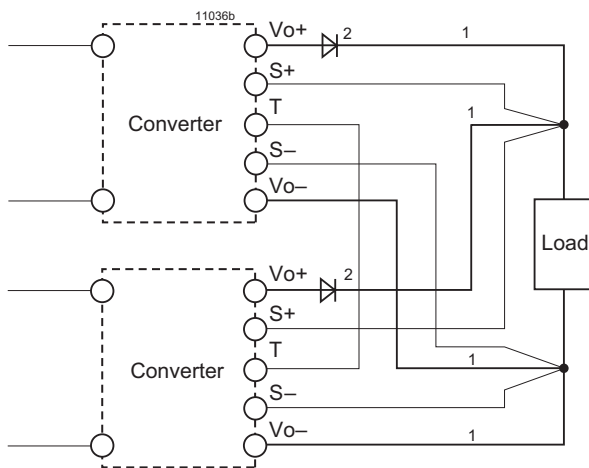 11036b
Vo+
2
1
S+
T
1
Converter
S–
Vo–
Load
Vo+
2
S+
T
Converter
1
S–
Vo–
1